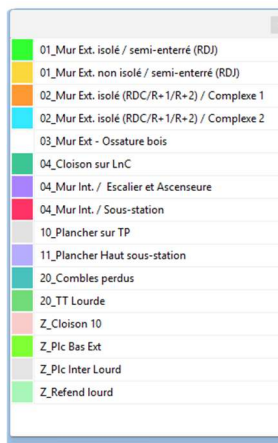 01_Mur Ext. isolé / semi-enterré (RDJ)
01_Mur Ext. non isolé / semi-enterré (RDJ)
02_Mur Ext. isolé (RDC/R+1/R+2) / Complexe 1
02_Mur Ext. isolé (RDC/R+1/R+2) / Complexe 2
03_Mur Ext - Ossature bois
04_Cloison sur LnC
04_Mur Int. / Escalier et Ascenseure
04_Mur Int. / Sous-station
10_Plancher sur TP
11_Plancher Haut sous-station
20_Combles perdus
20_TT Lourde
Z_Cloison 10
Z_Plc Bas Ext
Z_Plc Inter Lourd
Z_Refend lourd